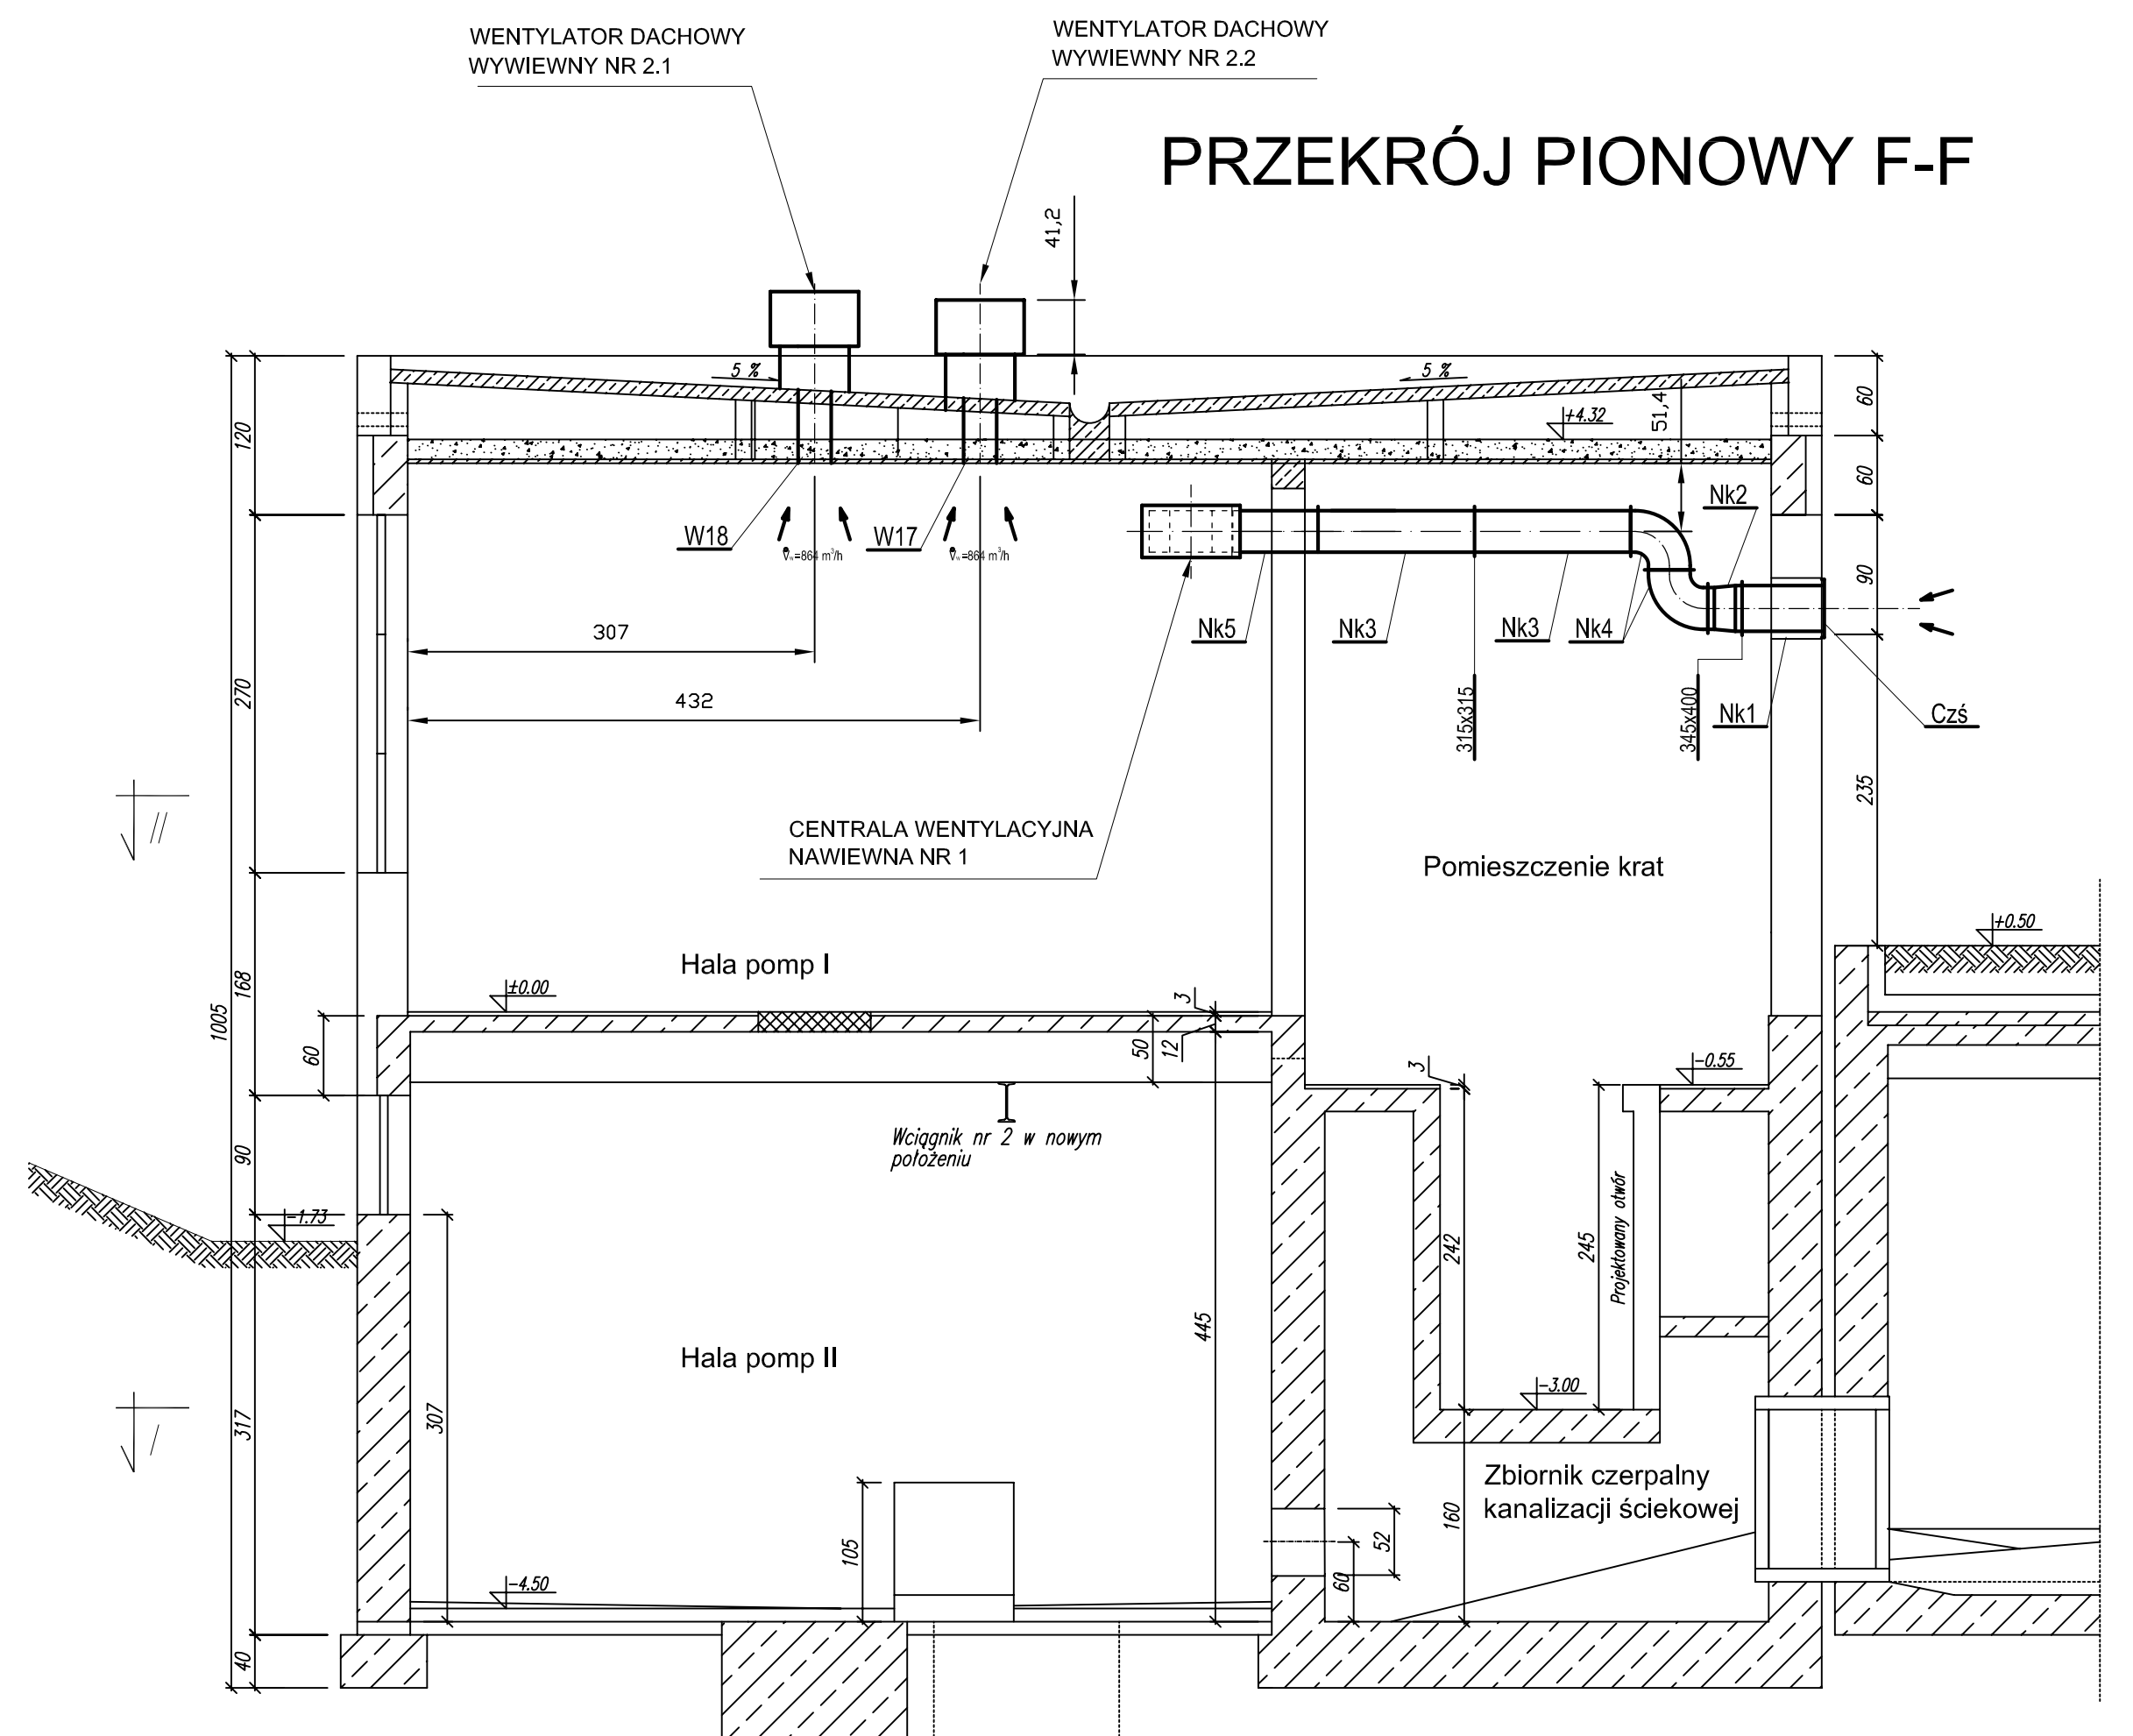 WENTYLATOR DACHOWY
WYWIEWNY NR 2.1
WENTYLATOR DACHOWY
WYWIEWNY NR 2.2
PRZEKRÓJ PIONOWY F-F
41,2
5 %
5 %
51,4
+4.32
60
60
90
235
120
270
168
1005
60
90
317
40
W18
W17
=864 m³/h
=864 m³/h
Nk2
Nk5
Nk3
Nk3
Nk4
Nk1
Czś
315x315
345x400
307
432
CENTRALA WENTYLACYJNA
NAWIEWNA NR 1
Pomieszczenie krat
Hala pomp I
±0.00
+0.50
3
12
50
3
-0.55
Wciągnik nr 2 w nowym
położeniu
-1.73
242
245
Projektowany otwór
445
307
Hala pomp II
-3.00
Zbiornik czerpalny
kanalizacji ściekowej
105
160
52
60
-4.50